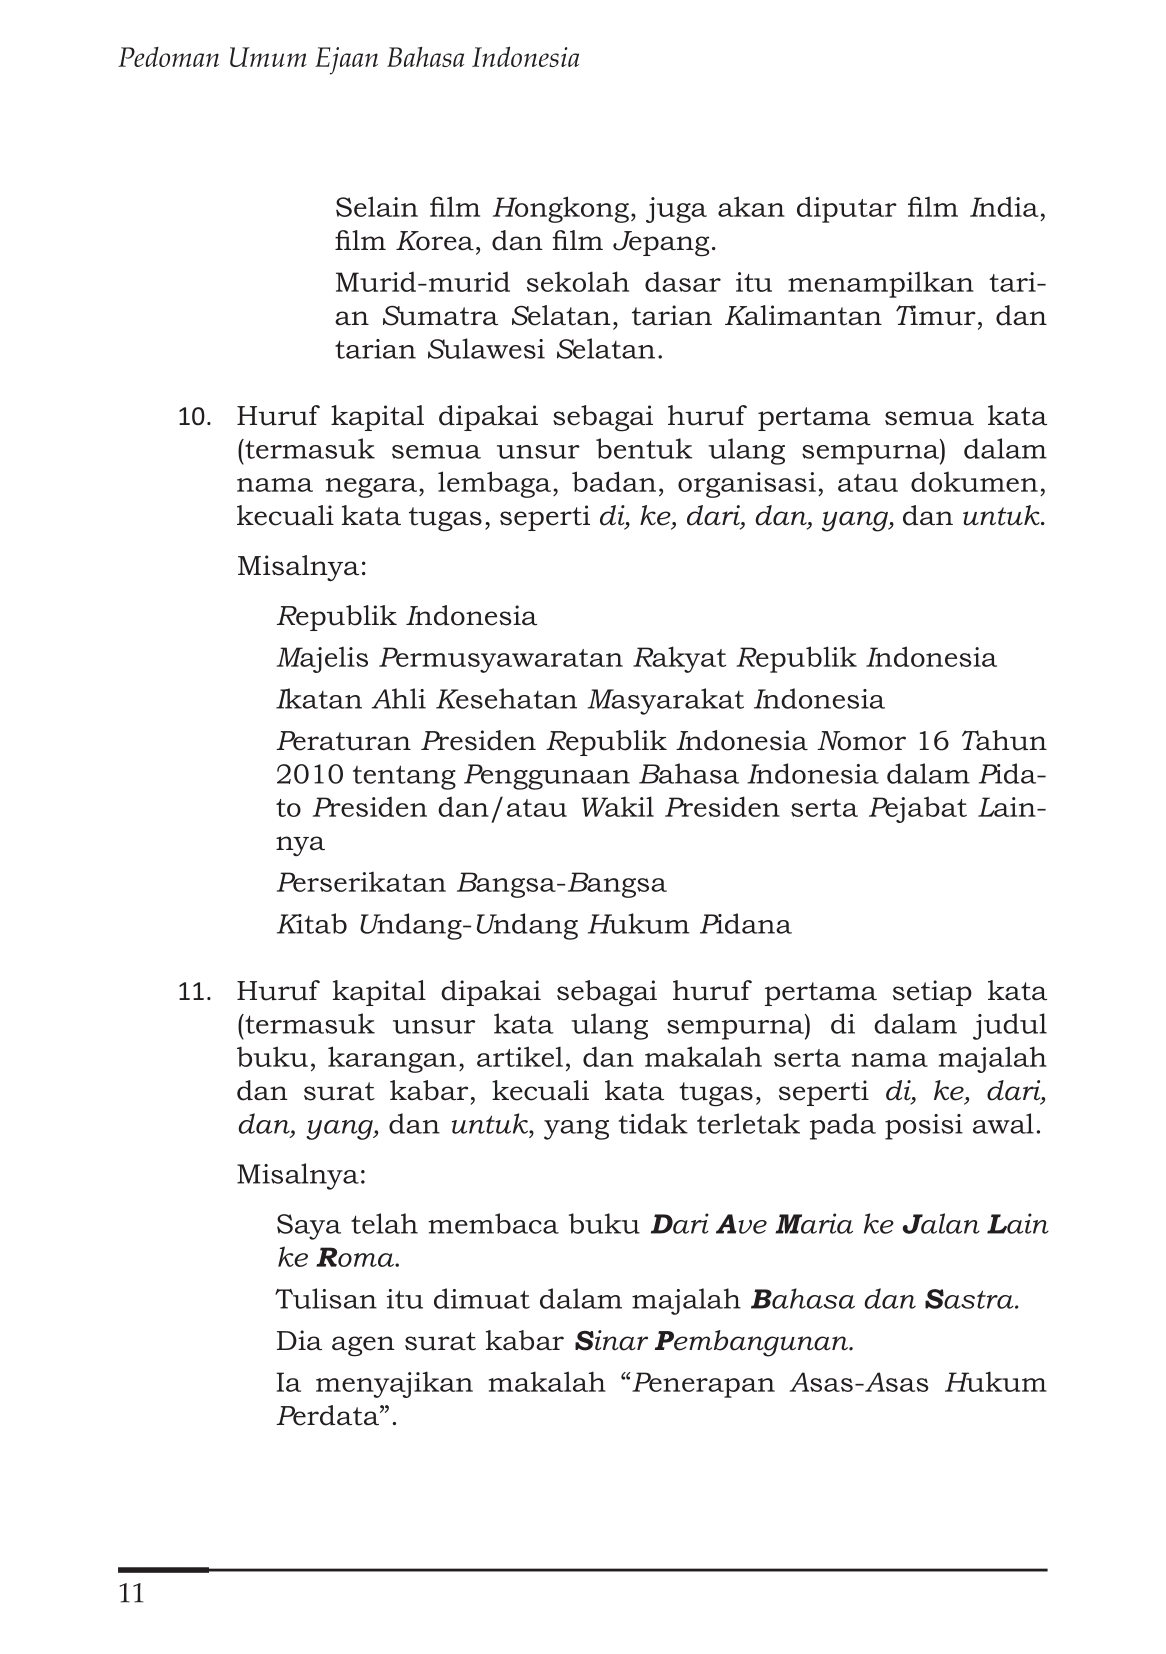 Pedoman Umum Ejaan Bahasa Indonesia
Selain film Hongkong, juga akan diputar film India,
film Korea, dan film Jepang.
Murid-murid sekolah dasar itu menampilkan tari-
an Sumatra Selatan, tarian Kalimantan Timur, dan
tarian Sulawesi Selatan.
10. Huruf kapital dipakai sebagai huruf pertama semua kata
(termasuk semua unsur bentuk ulang sempurna) dalam
nama negara, lembaga, badan, organisasi, atau dokumen,
kecuali kata tugas, seperti di, ke, dari, dan, yang, dan untuk.
Misalnya:
Republik Indonesia
Majelis Permusyawaratan Rakyat Republik Indonesia
Ikatan Ahli Kesehatan Masyarakat Indonesia
Peraturan Presiden Republik Indonesia Nomor 16 Tahun
2010 tentang Penggunaan Bahasa Indonesia dalam Pida-
to Presiden dan/atau Wakil Presiden serta Pejabat Lain-
nya
Perserikatan Bangsa-Bangsa
Kitab Undang-Undang Hukum Pidana
11. Huruf kapital dipakai sebagai huruf pertama setiap kata
(termasuk unsur kata ulang sempurna) di dalam judul
buku, karangan, artikel, dan makalah serta nama majalah
dan surat kabar, kecuali kata tugas, seperti di, ke, dari,
dan, yang, dan untuk, yang tidak terletak pada posisi awal.
Misalnya:
Saya telah membaca buku Dari Ave Maria ke Jalan Lain
ke Roma.
Tulisan itu dimuat dalam majalah Bahasa dan Sastra.
Dia agen surat kabar Sinar Pembangunan.
Ia menyajikan makalah “Penerapan Asas-Asas Hukum
Perdata”.
11